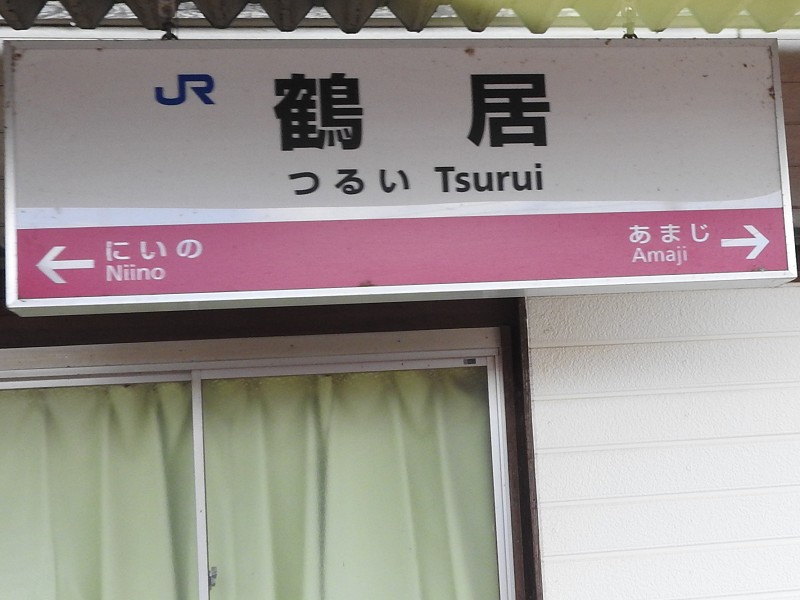 JR 鶴居
つるい Tsurui
にいの
Niino
あまじ
Amaji